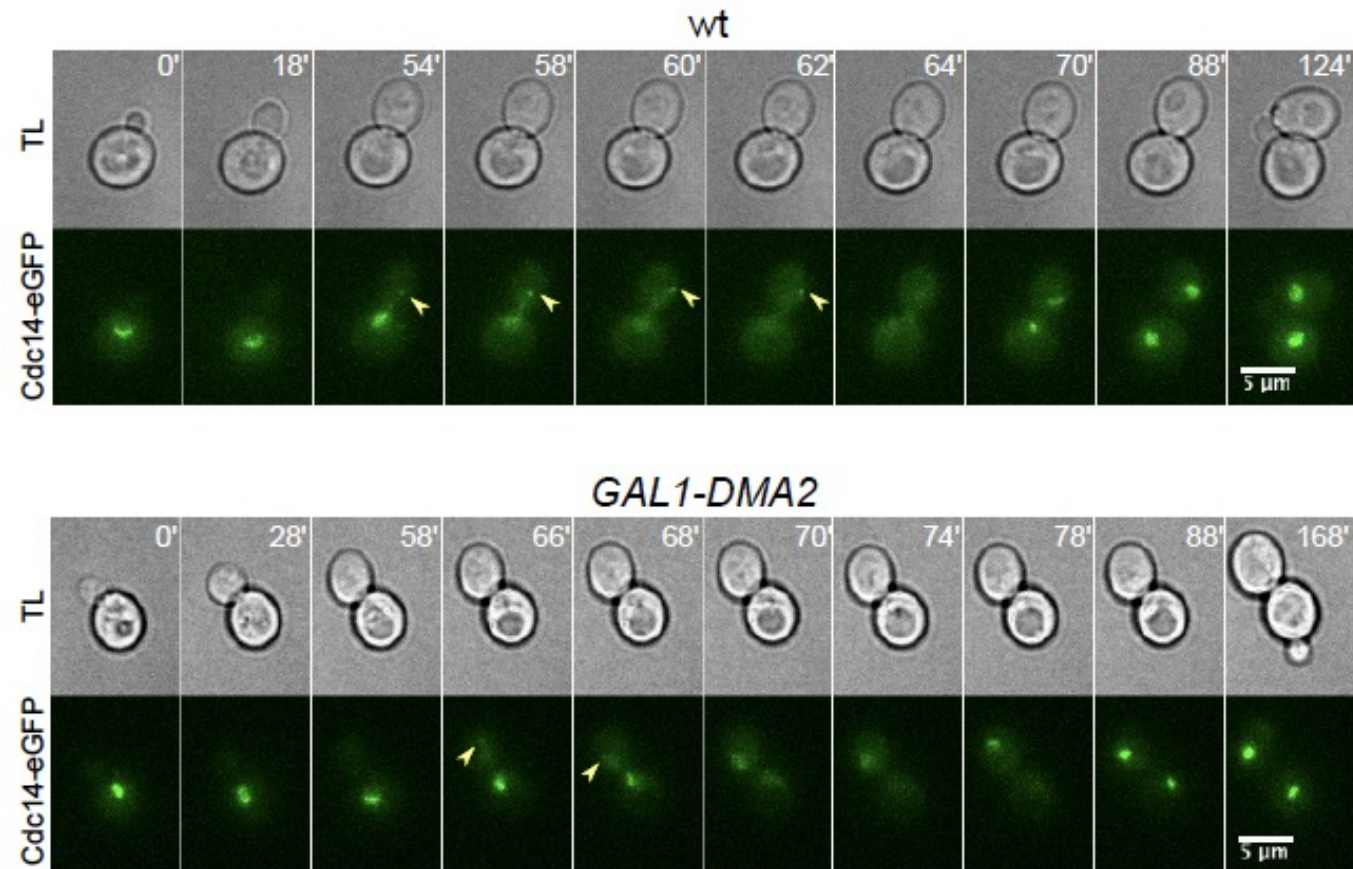 wt
TL
0' 18' 54' 58' 60' 62' 64' 70' 88' 124'
Cdc14-eGFP
5 µm
GAL1-DMA2
TL
0' 28' 58' 66' 68' 70' 74' 78' 88' 168'
Cdc14-eGFP
5 µm